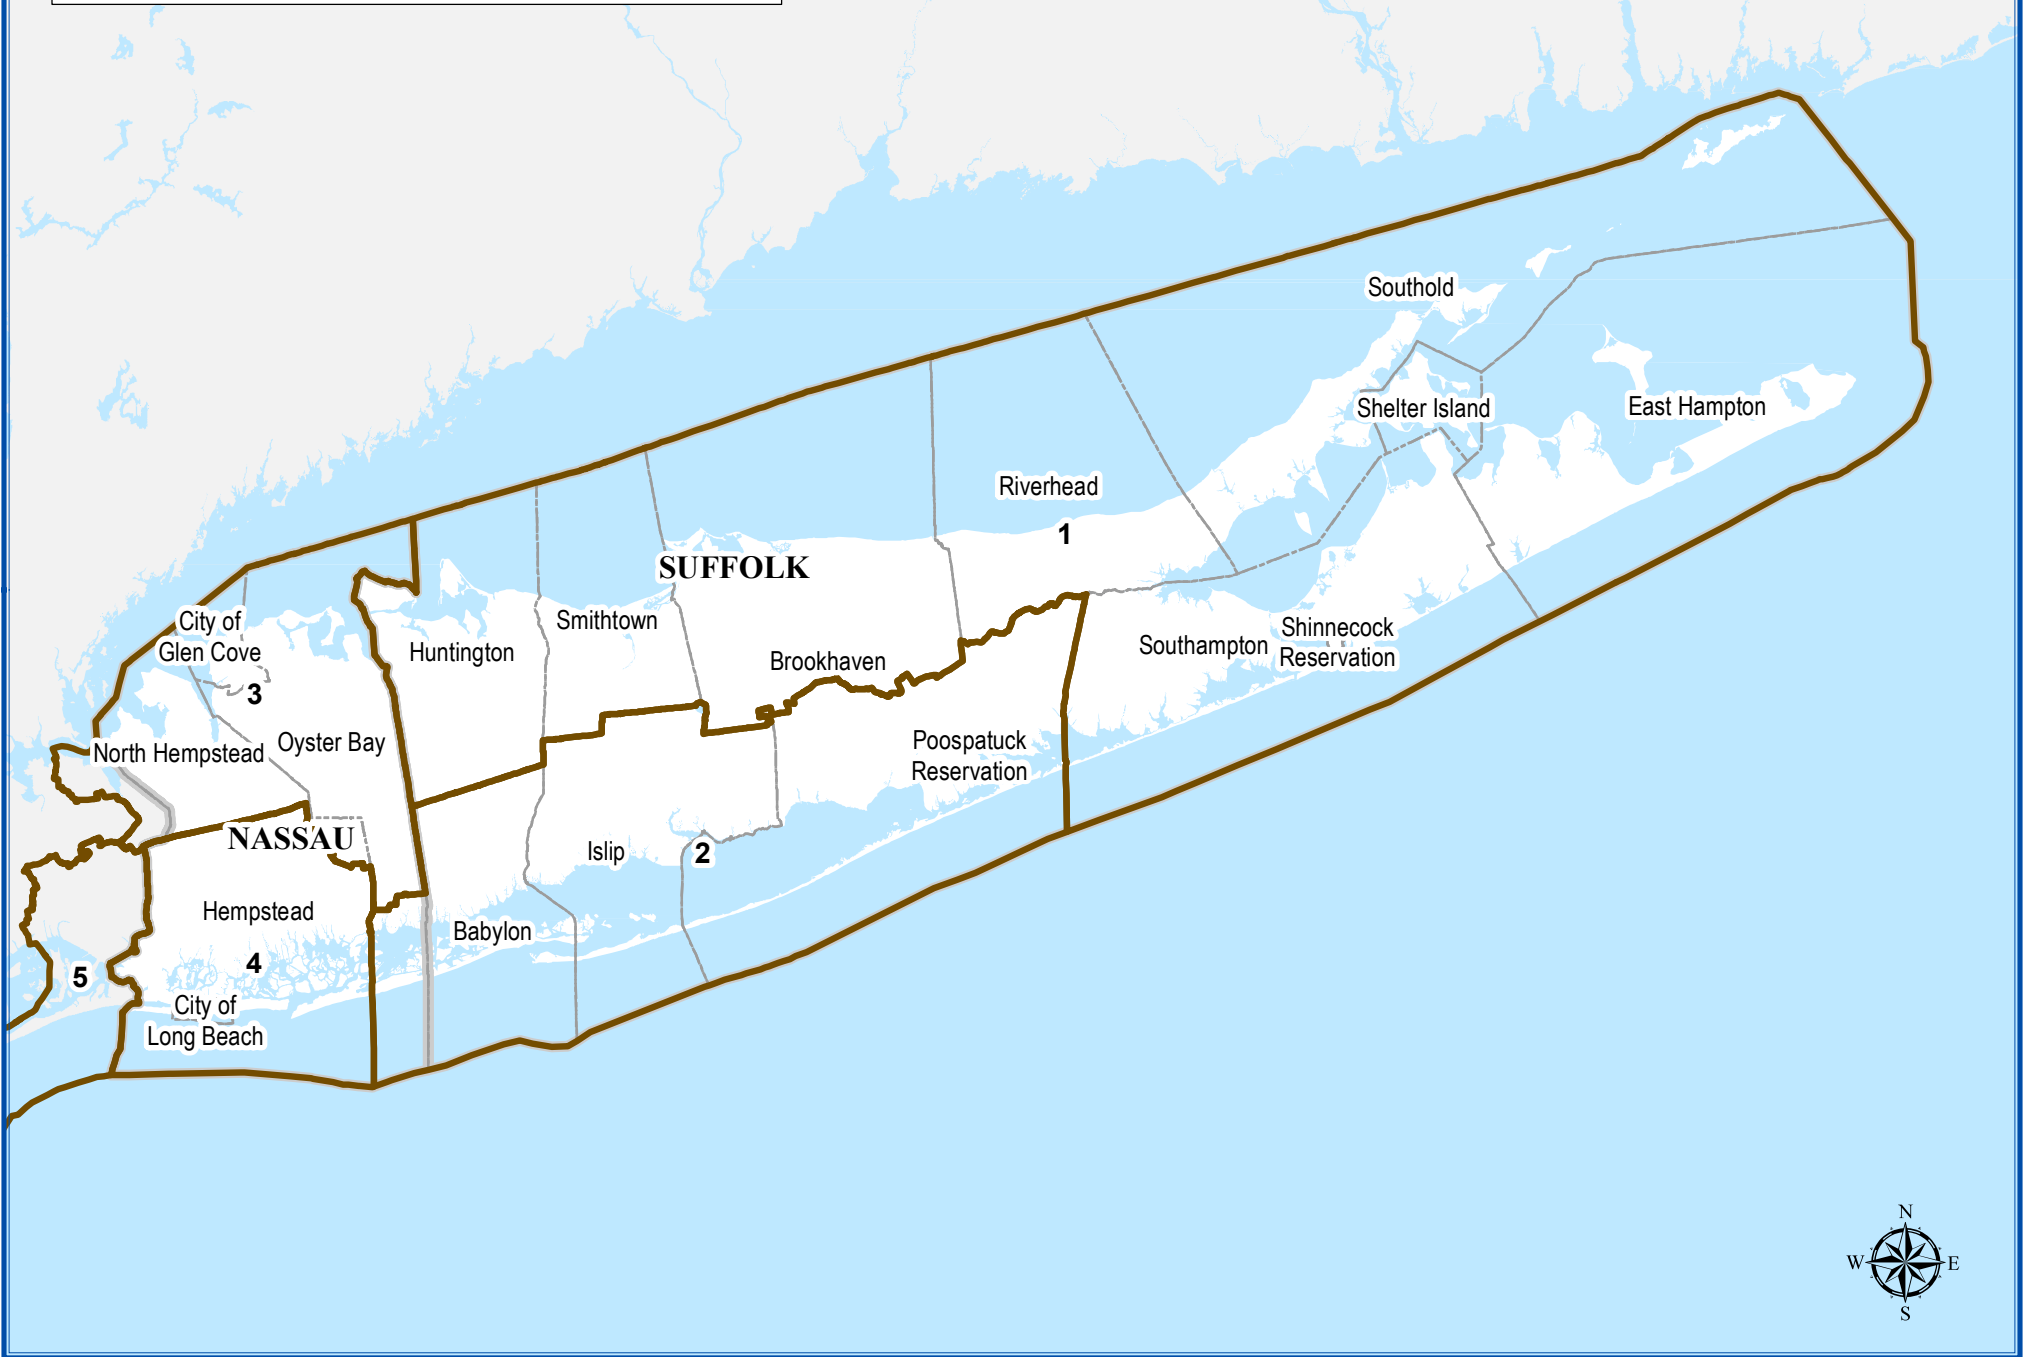 Southold
Shelter Island
East Hampton
Riverhead
1
SUFFOLK
City of
Glen Cove
3
Huntington
Smithtown
Brookhaven
Southampton
Shinnecock
Reservation
North Hempstead
Oyster Bay
Poospatuck
Reservation
NASSAU
Islip
2
Hempstead
Babylon
4
5
City of
Long Beach
N
W
E
S